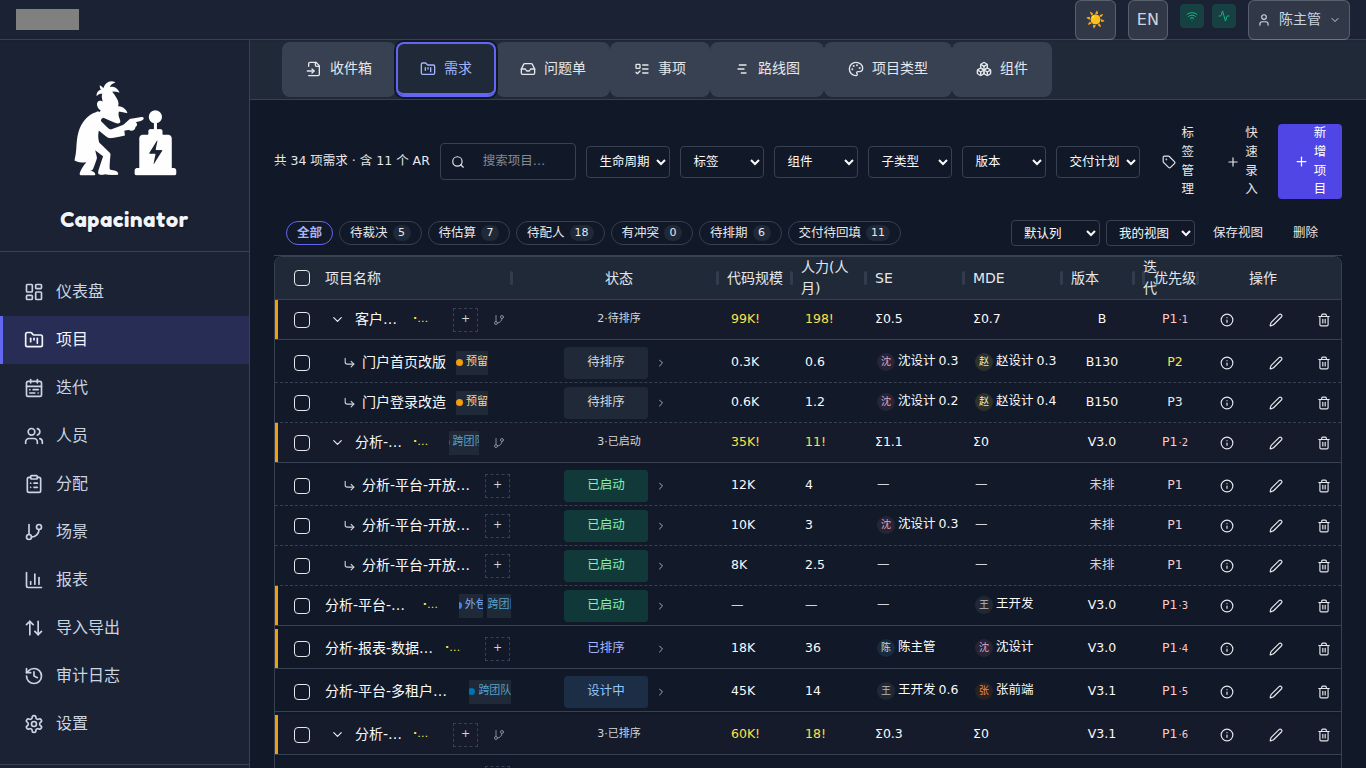 EN
陈主管
收件箱
需求
问题单
事项
路线图
项目类型
组件
Capacinator
仪表盘
项目
迭代
人员
分配
场景
报表
导入导出
审计日志
设置
共 34 项需求 · 含 11 个 AR
搜索项目...
生命周期
标签
组件
子类型
版本
交付计划
标签管理
快速录入
新增项目
全部
待裁决 5
待估算 7
待配人 18
有冲突 0
待排期 6
交付待回填 11
默认列
我的视图
保存视图
删除
项目名称 状态 代码规模 人力(人月) SE MDE 版本 迭代 优先级 操作
客户... ·... + 2·待排序 99K! 198! Σ0.5 Σ0.7 B P1·1
门户首页改版 预留 待排序 0.3K 0.6 沈 沈设计 0.3 赵 赵设计 0.3 B130 P2
门户登录改造 预留 待排序 0.6K 1.2 沈 沈设计 0.2 赵 赵设计 0.4 B150 P3
分析-... ·... 跨团队 3·已启动 35K! 11! Σ1.1 Σ0 V3.0 P1·2
分析-平台-开放... + 已启动 12K 4 — — 未排 P1
分析-平台-开放... + 已启动 10K 3 沈 沈设计 0.3 — 未排 P1
分析-平台-开放... + 已启动 8K 2.5 — — 未排 P1
分析-平台-... ·... 外包 跨团 已启动 — — — 王 王开发 V3.0 P1·3
分析-报表-数据... ·... + 已排序 18K 36 陈 陈主管 沈 沈设计 V3.0 P1·4
分析-平台-多租户... 跨团队 设计中 45K 14 王 王开发 0.6 张 张前端 V3.1 P1·5
分析-... ·... + 3·已排序 60K! 18! Σ0.3 Σ0 V3.1 P1·6